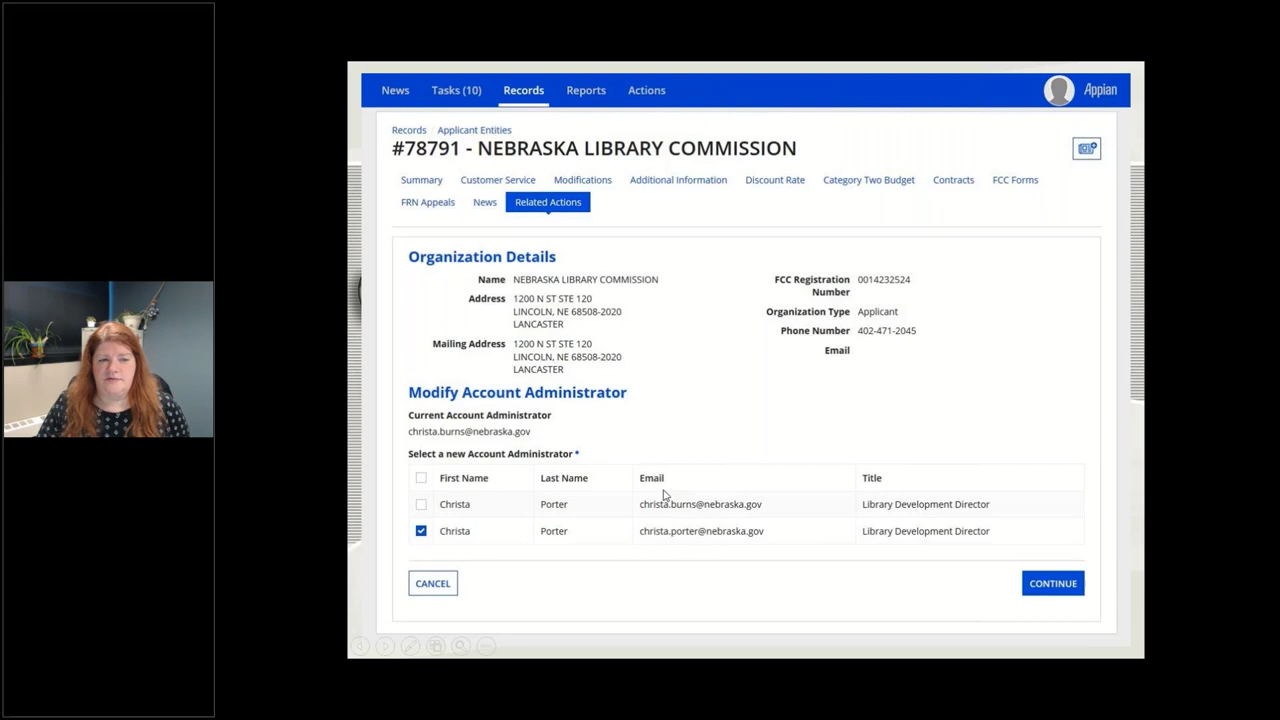 News Tasks (10) Records Reports Actions Appian
Records / Applicant Entities
#78791 - NEBRASKA LIBRARY COMMISSION
Summary Customer Service Modifications Additional Information Discount Rate Category Two Budget Contracts FCC Forms
FRN Appeals News Related Actions
Organization Details
Name NEBRASKA LIBRARY COMMISSION
Address 1200 N ST STE 120
LINCOLN, NE 68508-2020
LANCASTER
Mailing Address 1200 N ST STE 120
LINCOLN, NE 68508-2020
LANCASTER
FCC Registration Number 0014232524
Organization Type Applicant
Phone Number 402-471-2045
Email
Modify Account Administrator
Current Account Administrator
christa.burns@nebraska.gov
Select a new Account Administrator *
First Name Last Name Email Title
Christa Porter christa.burns@nebraska.gov Library Development Director
Christa Porter christa.porter@nebraska.gov Library Development Director
CANCEL CONTINUE